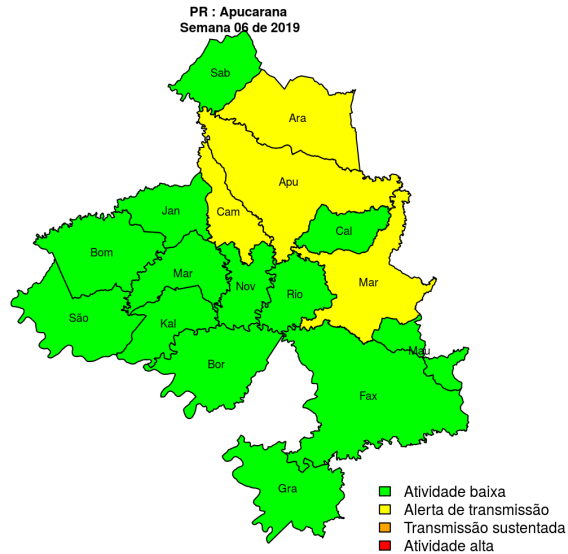 PR : Apucarana
Semana 06 de 2019
Sab
Ara
Apu
Jan
Cam
Cal
Bom
Mar
Nov
Rio
Mar
São
Kal
Mau
Bor
Fax
Gra
Atividade baixa
Alerta de transmissão
Transmissão sustentada
Atividade alta